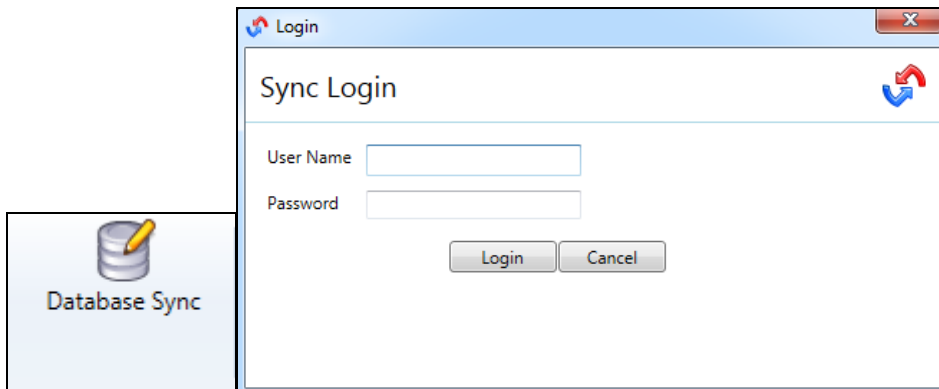 Login
Sync Login
User Name
Password
Login Cancel
Database Sync